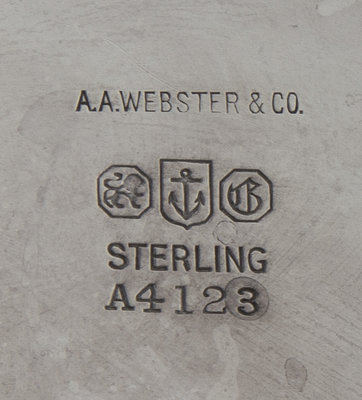 A.A.WEBSTER & CO.
G
STERLING
A4123